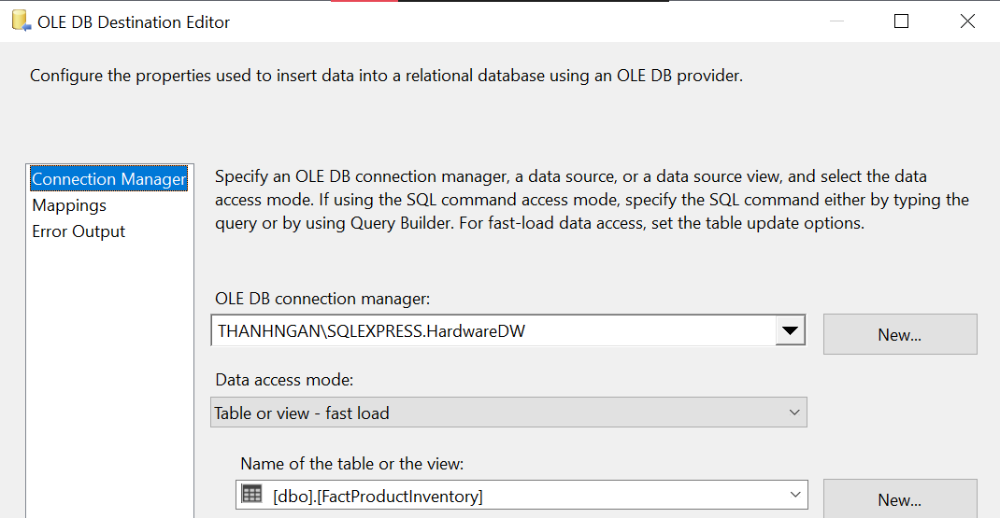 OLE DB Destination Editor
Configure the properties used to insert data into a relational database using an OLE DB provider.
Connection Manager
Mappings
Error Output
Specify an OLE DB connection manager, a data source, or a data source view, and select the data
access mode. If using the SQL command access mode, specify the SQL command either by typing the
query or by using Query Builder. For fast-load data access, set the table update options.
OLE DB connection manager:
THANHNGAN\SQLEXPRESS.HardwareDW
New...
Data access mode:
Table or view - fast load
Name of the table or the view:
[dbo].[FactProductInventory]
New...